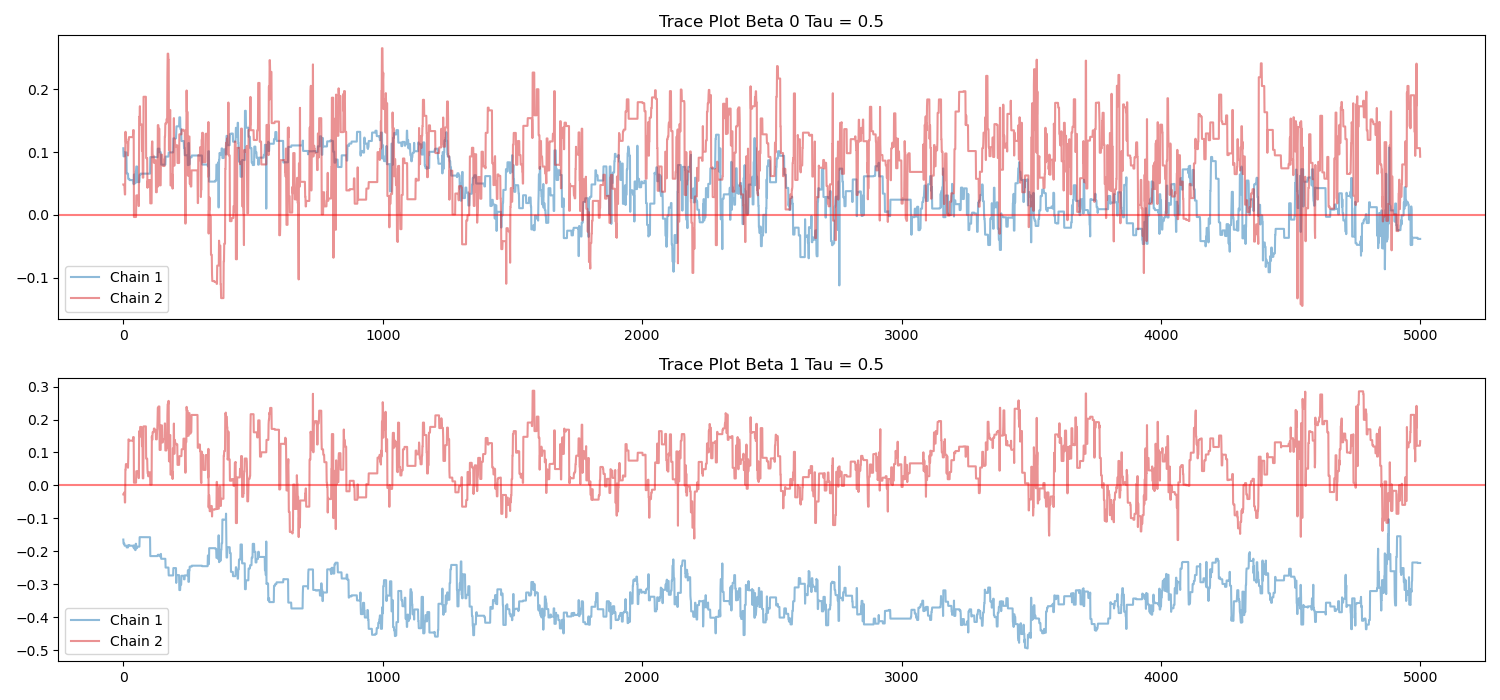 Trace Plot Beta 0 Tau = 0.5
0.2
0.1
0.0
−0.1
Chain 1
Chain 2
0 1000 2000 3000 4000 5000
Trace Plot Beta 1 Tau = 0.5
0.3
0.2
0.1
0.0
−0.1
−0.2
−0.3
−0.4
−0.5
Chain 1
Chain 2
0 1000 2000 3000 4000 5000